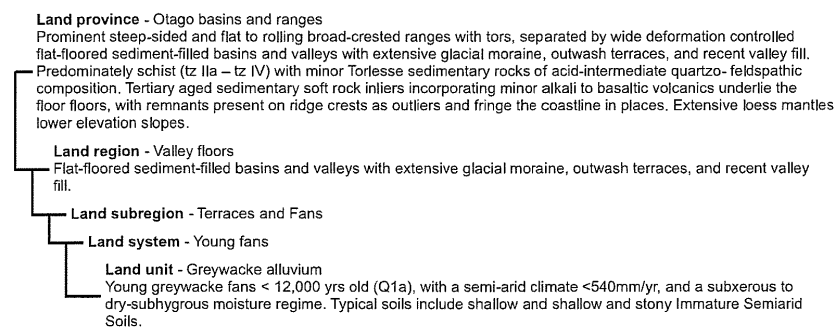 Land province - Otago basins and ranges
Prominent steep-sided and flat to rolling broad-crested ranges with tors, separated by wide deformation controlled
flat-floored sediment-filled basins and valleys with extensive glacial moraine, outwash terraces, and recent valley fill.
Predominately schist (tz IIa – tz IV) with minor Torlesse sedimentary rocks of acid-intermediate quartzo- feldspathic
composition. Tertiary aged sedimentary soft rock inliers incorporating minor alkali to basaltic volcanics underlie the
floor floors, with remnants present on ridge crests as outliers and fringe the coastline in places. Extensive loess mantles
lower elevation slopes.
Land region - Valley floors
Flat-floored sediment-filled basins and valleys with extensive glacial moraine, outwash terraces, and recent valley
fill.
Land subregion - Terraces and Fans
Land system - Young fans
Land unit - Greywacke alluvium
Young greywacke fans < 12,000 yrs old (Q1a), with a semi-arid climate <540mm/yr, and a subxerous to
dry-subhygrous moisture regime. Typical soils include shallow and shallow and stony Immature Semiarid
Soils.